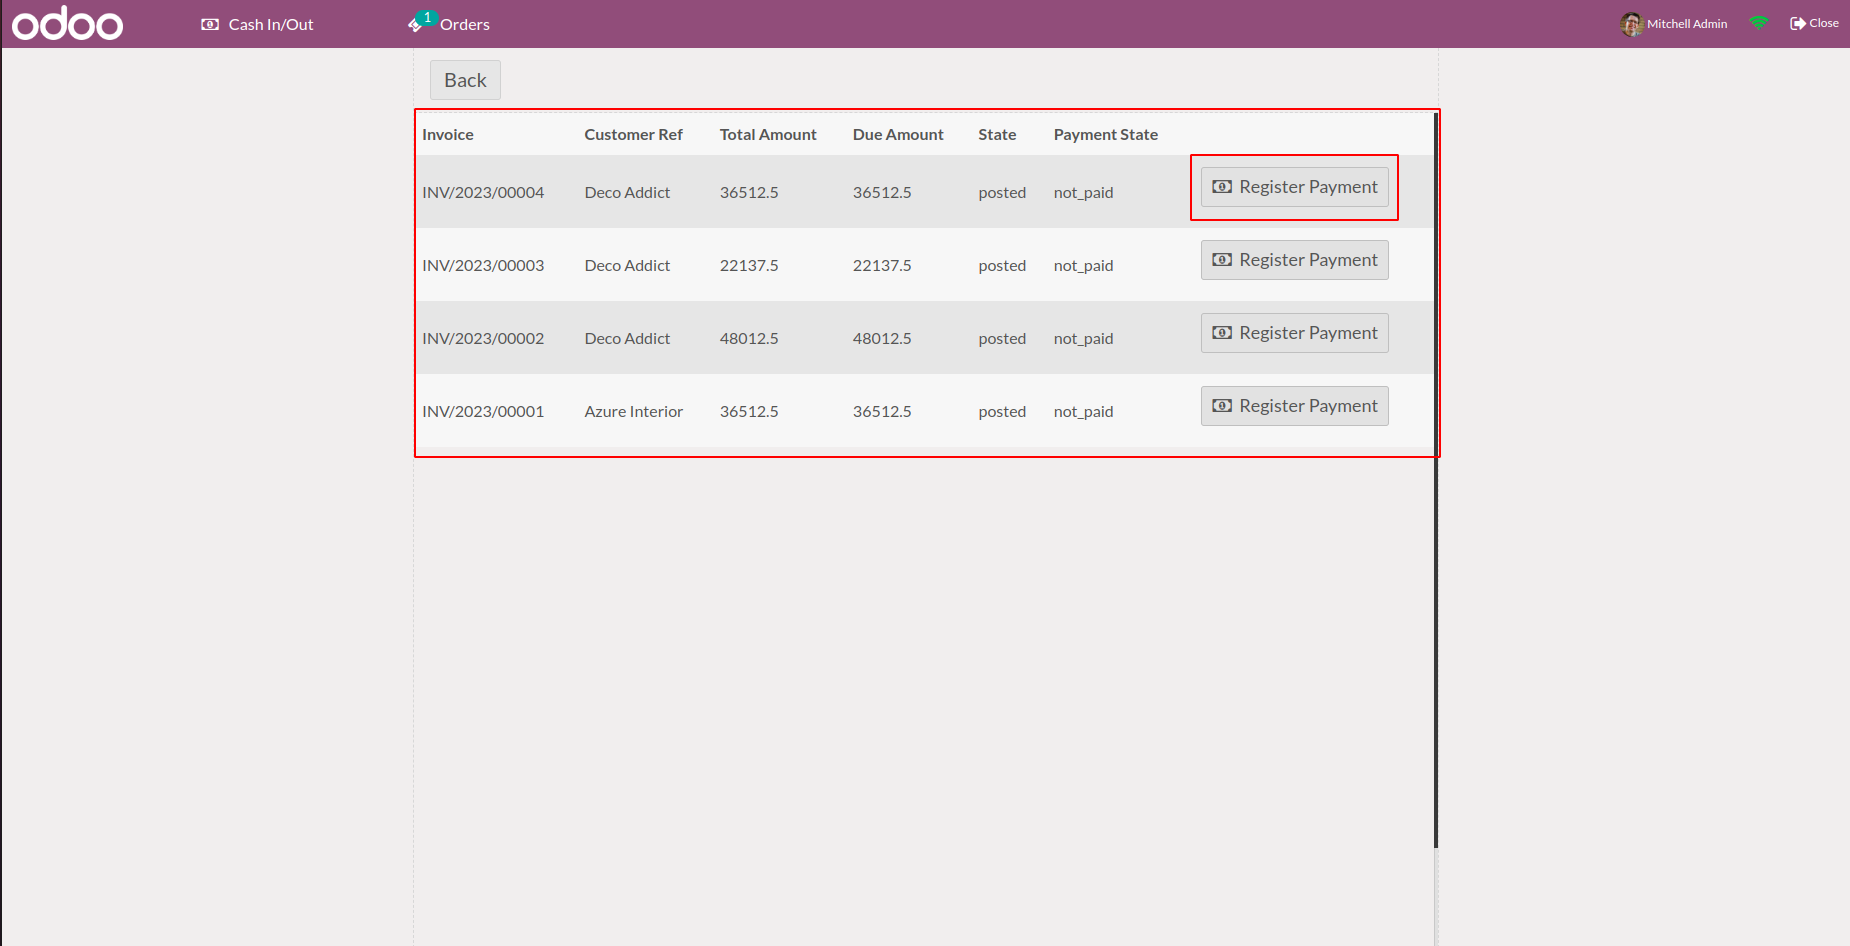 odoo Cash In/Out 1 Orders Mitchell Admin Close
Back
Invoice Customer Ref Total Amount Due Amount State Payment State
INV/2023/00004 Deco Addict 36512.5 36512.5 posted not_paid Register Payment
INV/2023/00003 Deco Addict 22137.5 22137.5 posted not_paid Register Payment
INV/2023/00002 Deco Addict 48012.5 48012.5 posted not_paid Register Payment
INV/2023/00001 Azure Interior 36512.5 36512.5 posted not_paid Register Payment